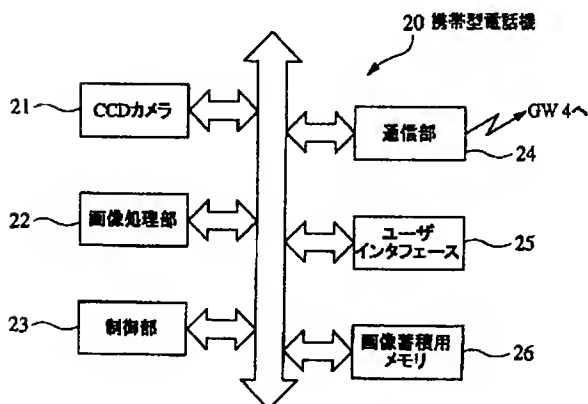 20 携帯型電話機
21
CCDカメラ
通信部
GW 4へ
24
22
画像処理部
ユーザ
インタフェース
25
23
制御部
画像蓄積用
メモリ
26